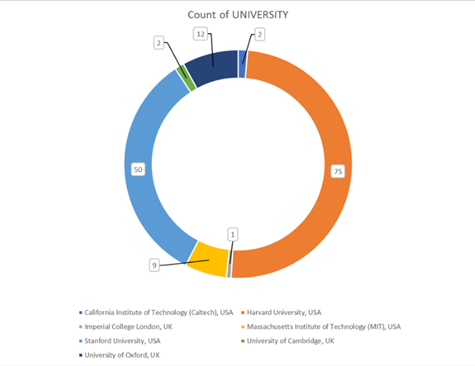 Count of UNIVERSITY
2
12
2
50
75
1
9
California Institute of Technology (Caltech), USA
Harvard University, USA
Imperial College London, UK
Massachusetts Institute of Technology (MIT), USA
Stanford University, USA
University of Cambridge, UK
University of Oxford, UK